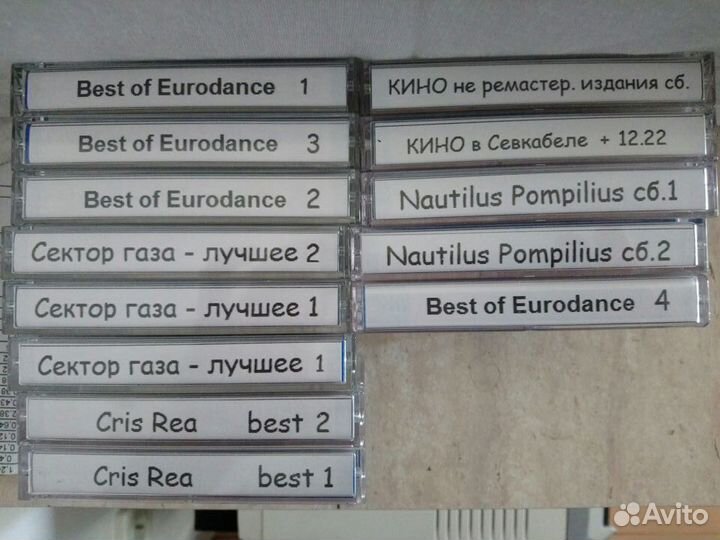 Best of Eurodance 1
Best of Eurodance 3
Best of Eurodance 2
Сектор газа - лучшее 2
Сектор газа - лучшее 1
Сектор газа - лучшее 1
Cris Rea best 2
Cris Rea best 1
КИНО не ремастер. издания сб.
КИНО в Севкабеле + 12.22
Nautilus Pompilius сб.1
Nautilus Pompilius сб.2
Best of Eurodance 4
Avito